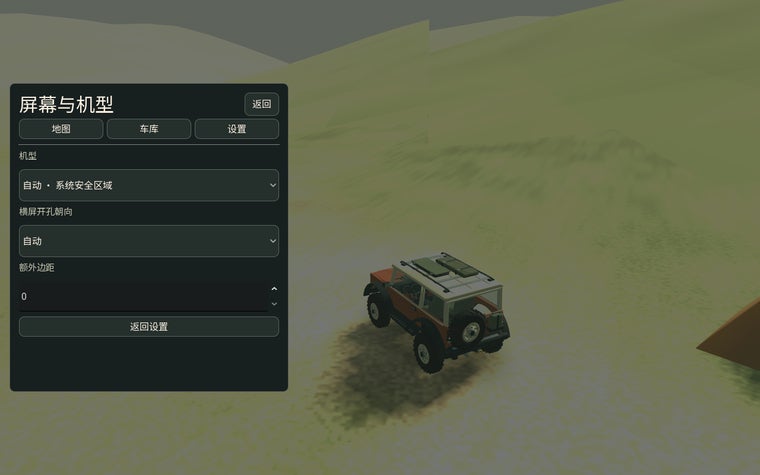 屏幕与机型
返回
地图 车库 设置
机型
自动 · 系统安全区域
横屏开孔朝向
自动
额外边距
0
返回设置